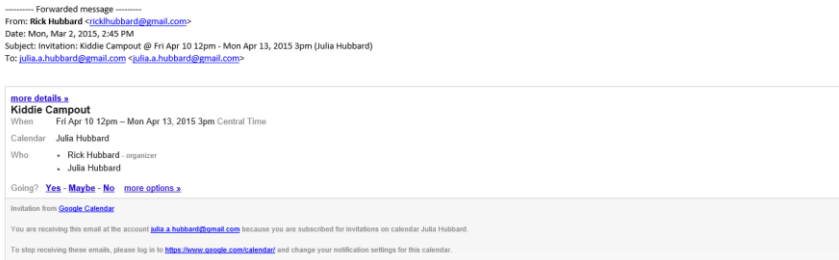 ---------- Forwarded message ---------
From: Rick Hubbard <ricklhubbard@gmail.com>
Date: Mon, Mar 2, 2015, 2:45 PM
Subject: Invitation: Kiddie Campout @ Fri Apr 10 12pm - Mon Apr 13, 2015 3pm (Julia Hubbard)
To: julia.a.hubbard@gmail.com <julia.a.hubbard@gmail.com>
more details »
Kiddie Campout
When Fri Apr 10 12pm – Mon Apr 13, 2015 3pm Central Time
Calendar Julia Hubbard
Who • Rick Hubbard - organizer
• Julia Hubbard
Going? Yes - Maybe - No more options »
Invitation from Google Calendar
You are receiving this email at the account julia.a.hubbard@gmail.com because you are subscribed for invitations on calendar Julia Hubbard.
To stop receiving these emails, please log in to https://www.google.com/calendar/ and change your notification settings for this calendar.